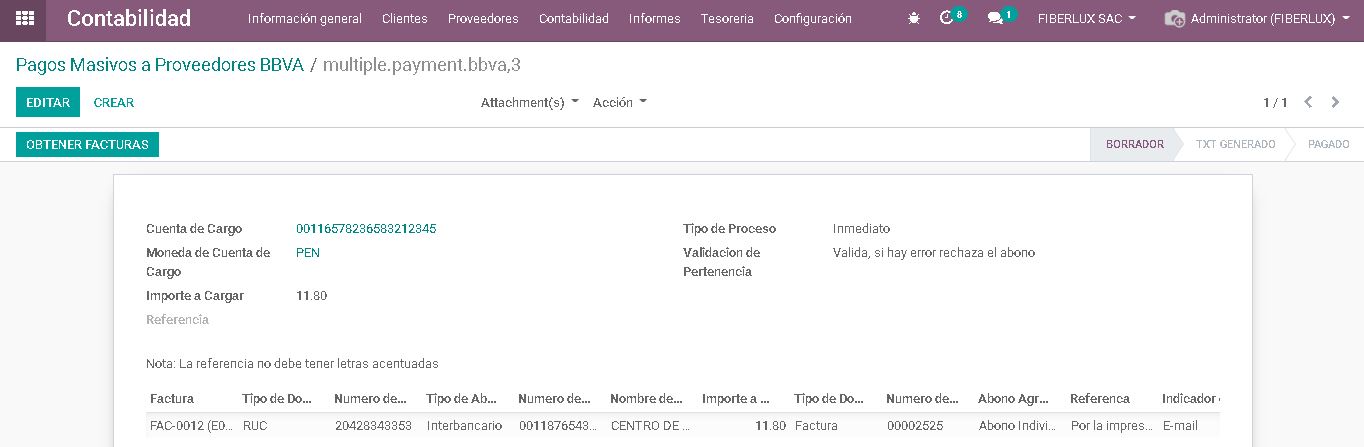 Contabilidad Información general Clientes Proveedores Contabilidad Informes Tesoreria Configuración 8 1 FIBERLUX SAC Administrator (FIBERLUX)
Pagos Masivos a Proveedores BBVA / multiple.payment.bbva,3
EDITAR CREAR Attachment(s) Acción 1 / 1
OBTENER FACTURAS BORRADOR TXT GENERADO PAGADO
Cuenta de Cargo 00116578236583212345 Tipo de Proceso Inmediato
Moneda de Cuenta de Cargo PEN Validacion de Pertenencia Valida, si hay error rechaza el abono
Importe a Cargar 11.80
Referencia
Nota: La referencia no debe tener letras acentuadas
Factura Tipo de Do... Numero de... Tipo de Ab... Numero de... Nombre de... Importe a ... Tipo de Do... Numero de... Abono Agr... Referenca Indicador
FAC-0012 (E0... RUC 20428343353 Interbancario 0011876543... CENTRO DE ... 11.80 Factura 00002525 Abono Indivi... Por la impres... E-mail